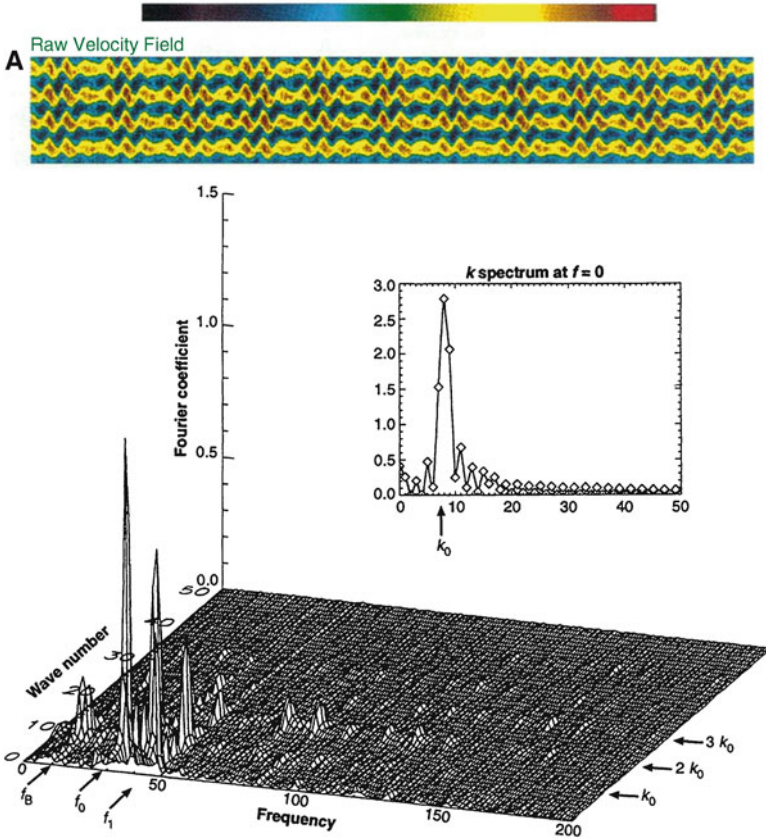 Raw Velocity Field
A
1.5
1.0
0.5
0.0
Fourier coefficient
k spectrum at f = 0
3.0
2.5
2.0
1.5
1.0
0.5
0.0
0 10 20 30 40 50
k0
50
40
30
20
10
0
Wave number
0 50 100 150 200
Frequency
fB
f0
f1
3 k0
2 k0
k0